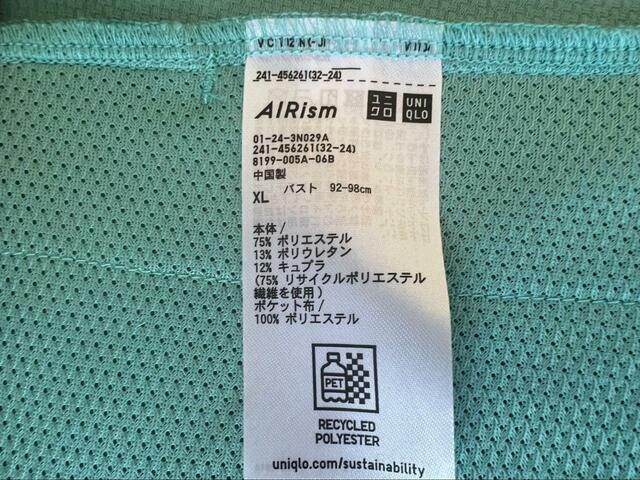 241-456261(32-24)
AIRism ユニクロ UNIQLO
01-24-3N029A
241-456261(32-24)
8199-005A-06B
中国製
XL バスト 92-98cm
本体/
75% ポリエステル
13% ポリウレタン
12% キュプラ
(75% リサイクルポリエステル
繊維を使用)
ポケット布/
100% ポリエステル
PET
RECYCLED
POLYESTER
uniqlo.com/sustainability